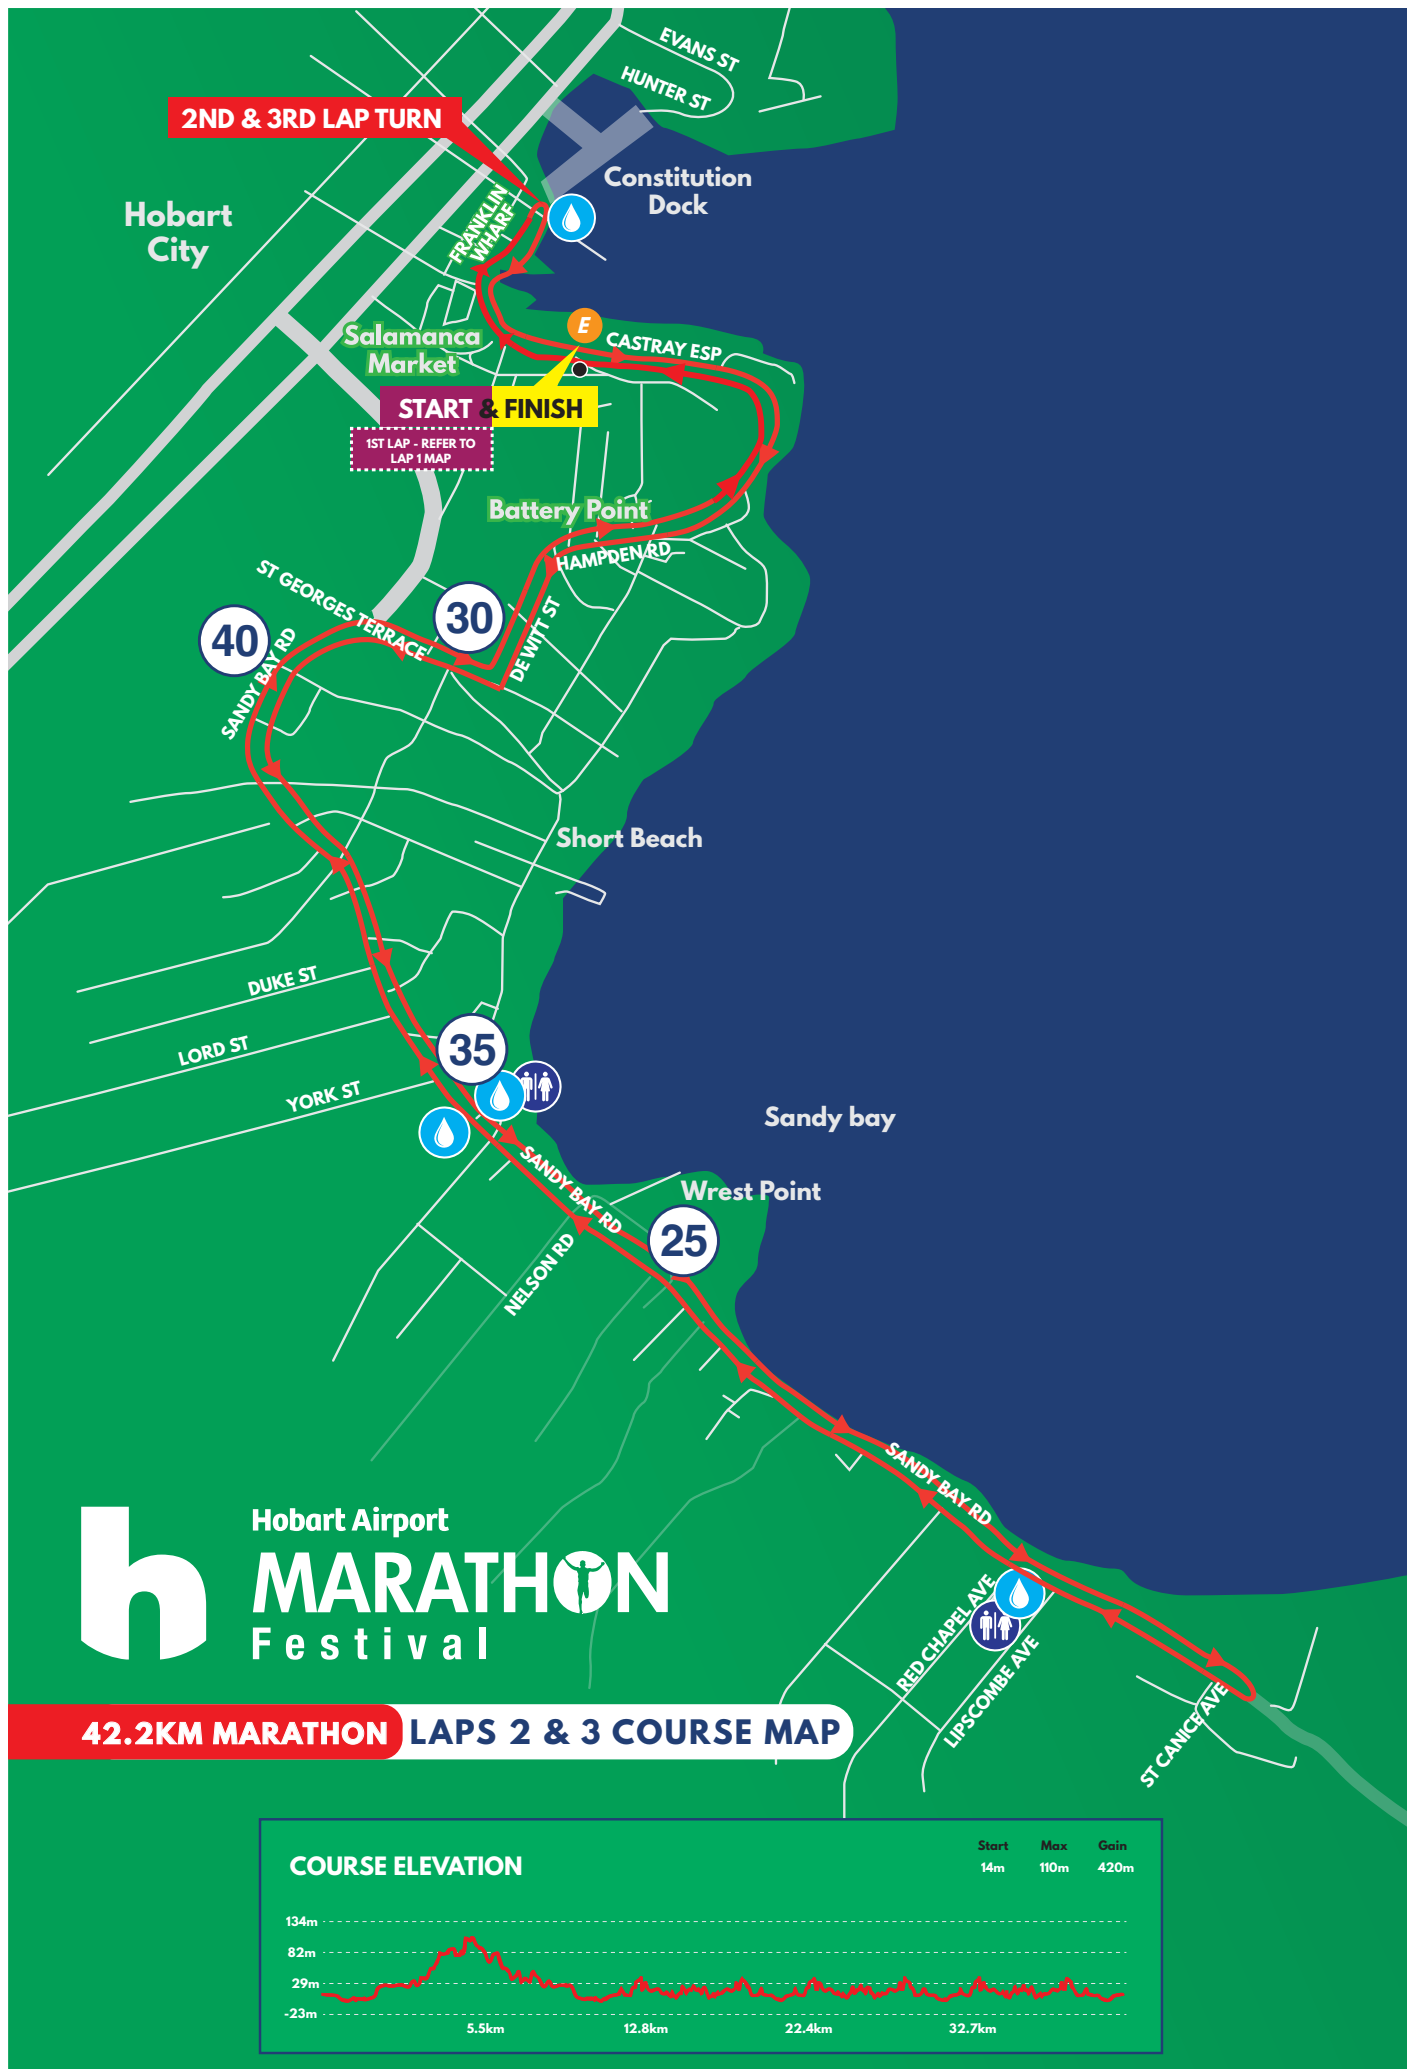 EVANS ST
HUNTER ST
2ND & 3RD LAP TURN
Constitution
Dock
Hobart
City
FRANKLIN
WHARF
E
CASTRAY ESP
Salamanca
Market
START & FINISH
1ST LAP - REFER TO
LAP 1 MAP
Battery Point
HAMPDEN RD
ST GEORGES TERRACE
30
40
DE WITT ST
SANDY BAY RD
Short Beach
DUKE ST
LORD ST
35
YORK ST
Sandy bay
SANDY BAY RD
Wrest Point
25
NELSON RD
SANDY BAY RD
Hobart Airport
h
MARATHON
Festival
RED CHAPEL AVE
LIPSCOMBE AVE
ST CANICE AVE
42.2KM MARATHON LAPS 2 & 3 COURSE MAP
COURSE ELEVATION
Start Max Gain
14m 110m 420m
134m
82m
29m
-23m
5.5km 12.8km 22.4km 32.7km